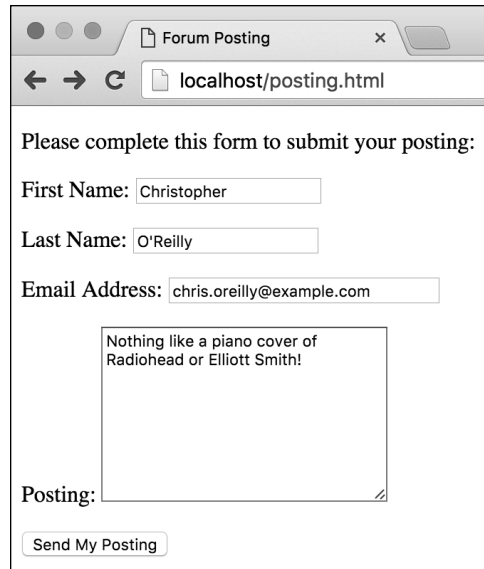 Forum Posting
localhost/posting.html
Please complete this form to submit your posting:
First Name: Christopher
Last Name: O'Reilly
Email Address: chris.oreilly@example.com
Nothing like a piano cover of
Radiohead or Elliott Smith!
Posting:
Send My Posting